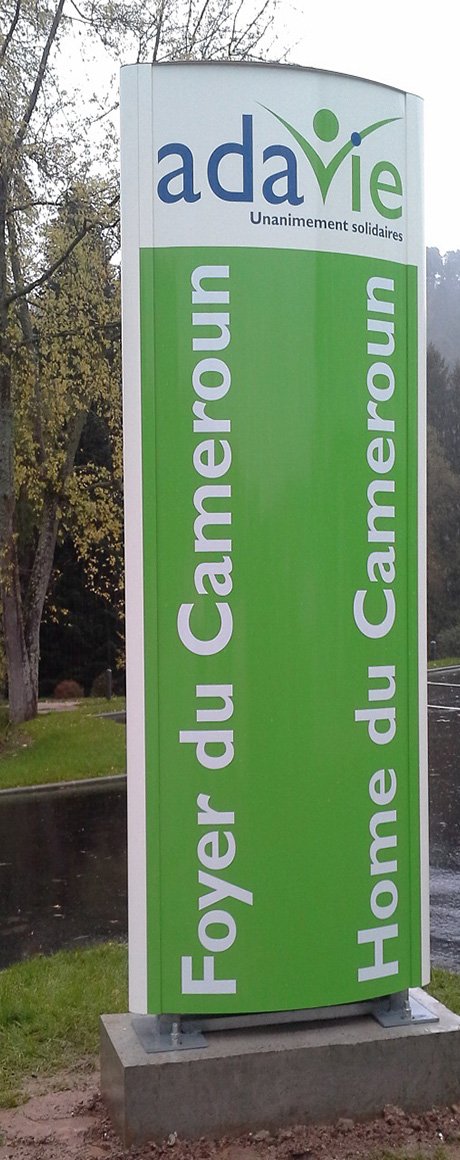 adavie
Unanimement solidaires
Foyer du Cameroun
Home du Cameroun